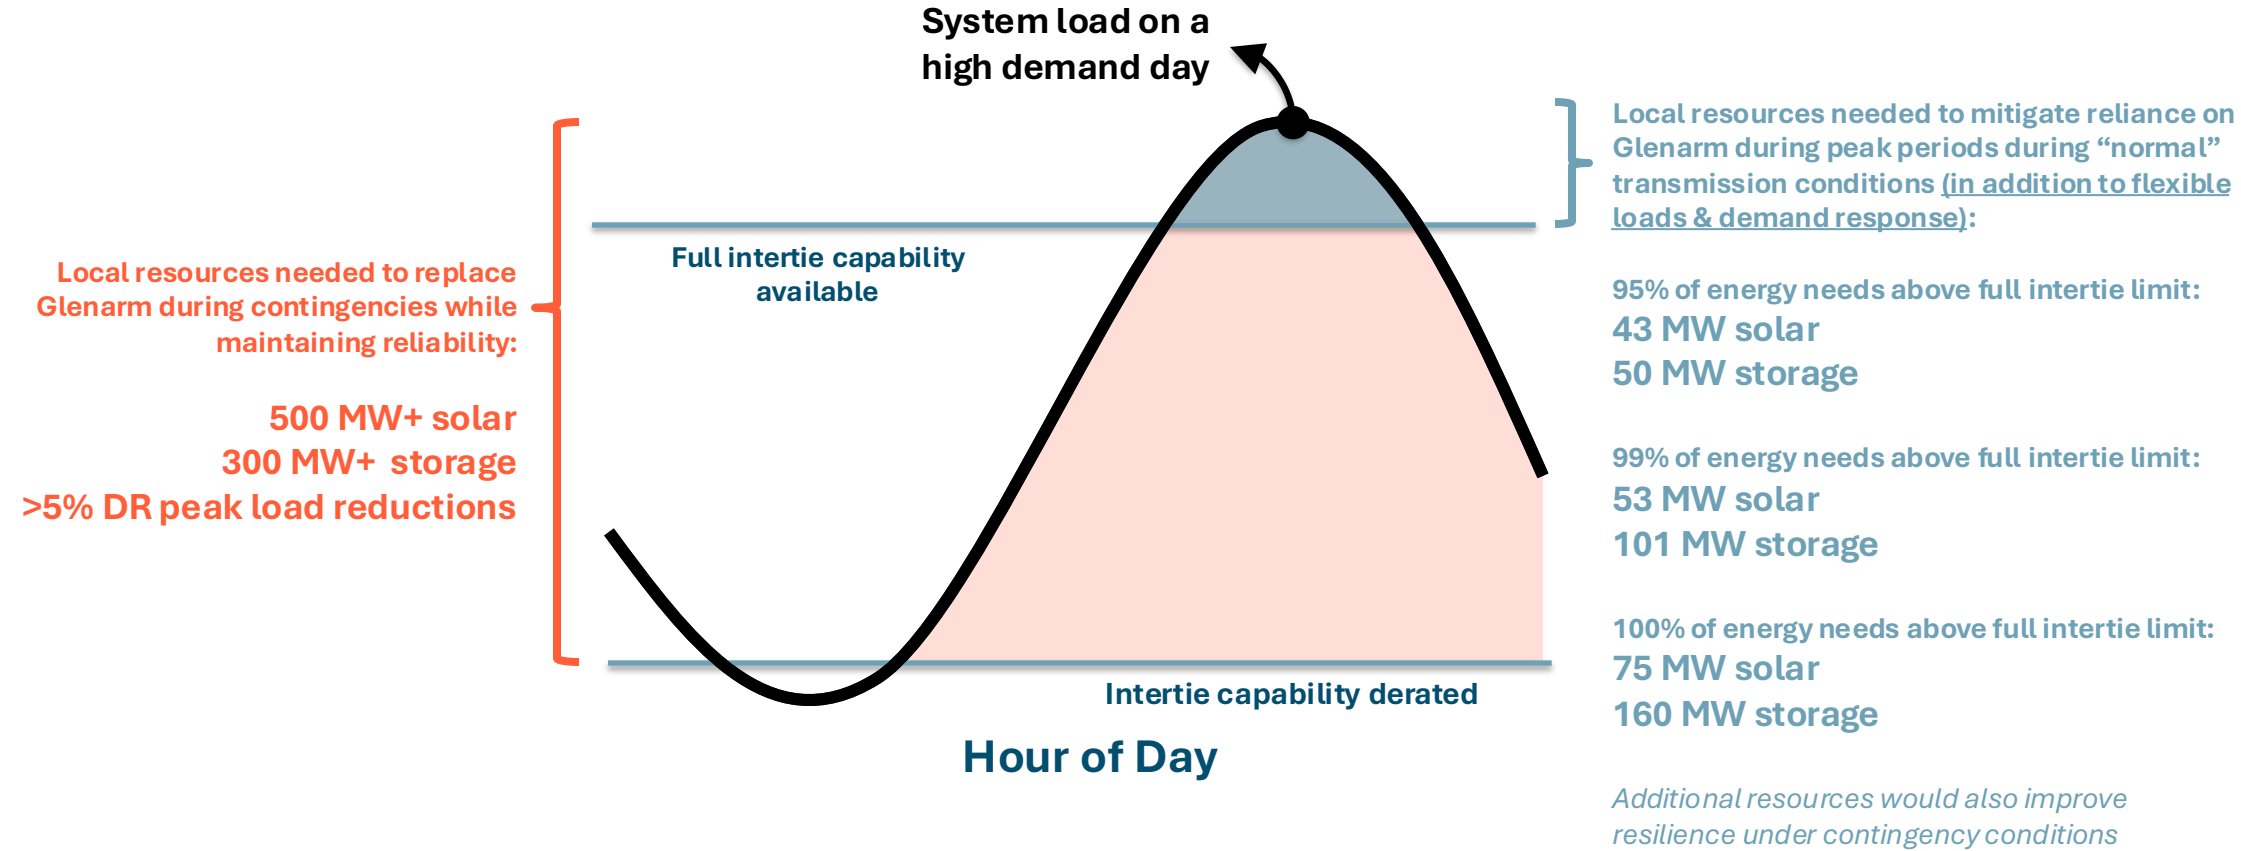 System load on a
high demand day
Local resources needed to replace
Glenarm during contingencies while
maintaining reliability:
500 MW+ solar
300 MW+ storage
>5% DR peak load reductions
Full intertie capability
available
Intertie capability derated
Hour of Day
Local resources needed to mitigate reliance on
Glenarm during peak periods during “normal”
transmission conditions (in addition to flexible
loads & demand response):
95% of energy needs above full intertie limit:
43 MW solar
50 MW storage
99% of energy needs above full intertie limit:
53 MW solar
101 MW storage
100% of energy needs above full intertie limit:
75 MW solar
160 MW storage
Additional resources would also improve
resilience under contingency conditions